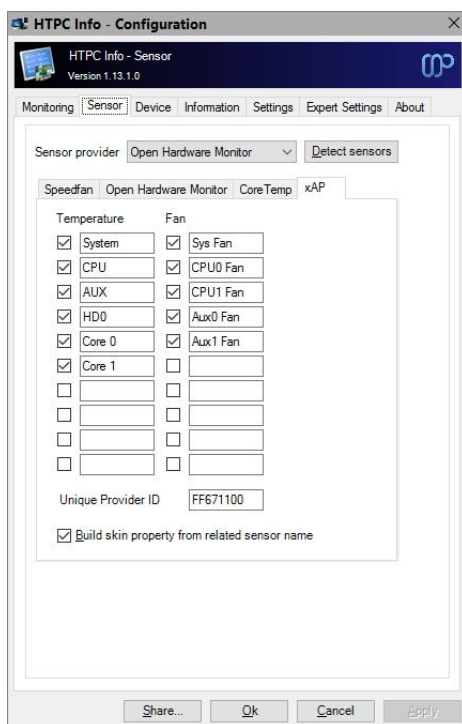 HTPC Info - Configuration
HTPC Info - Sensor
Version 1.13.1.0
Monitoring Sensor Device Information Settings Expert Settings About
Sensor provider Open Hardware Monitor Detect sensors
Speedfan Open Hardware Monitor CoreTemp xAP
Temperature Fan
System Sys Fan
CPU CPU0 Fan
AUX CPU1 Fan
HD0 Aux0 Fan
Core 0 Aux1 Fan
Core 1
Unique Provider ID FF671100
Build skin property from related sensor name
Share... Ok Cancel Apply